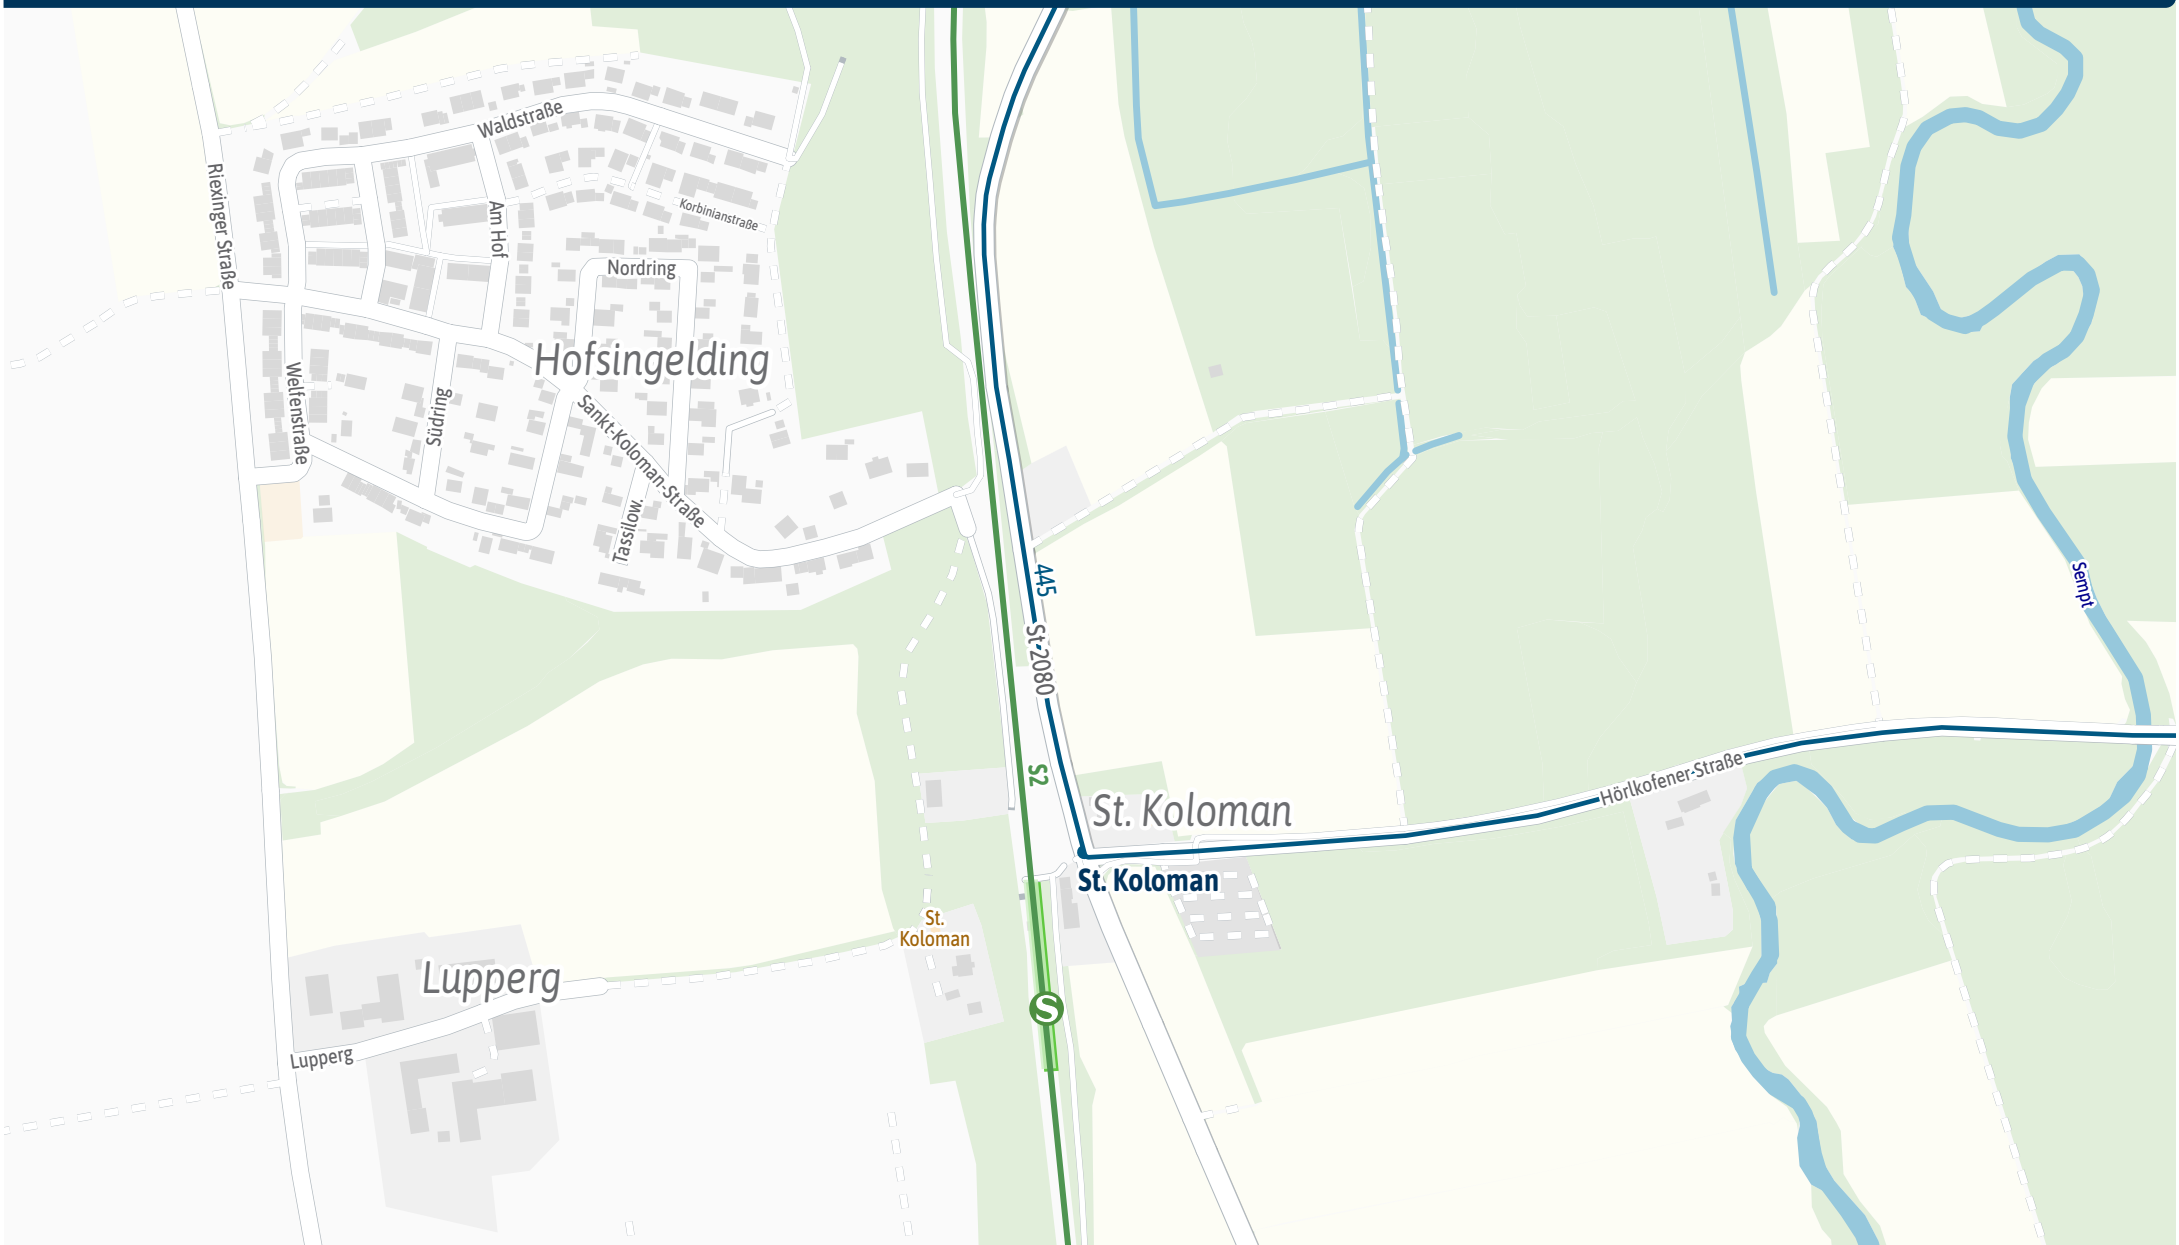 Waldstraße
Riexinger Straße
Am Hof
Korbinianstraße
Nordring
Hofsingelding
Welfenstraße
Südring
Sankt-Koloman-Straße
Tassilow.
445
St 2080
Sempt
S2
Hörlkofener Straße
St. Koloman
St. Koloman
St.
Koloman
Lupperg
S
Lupperg